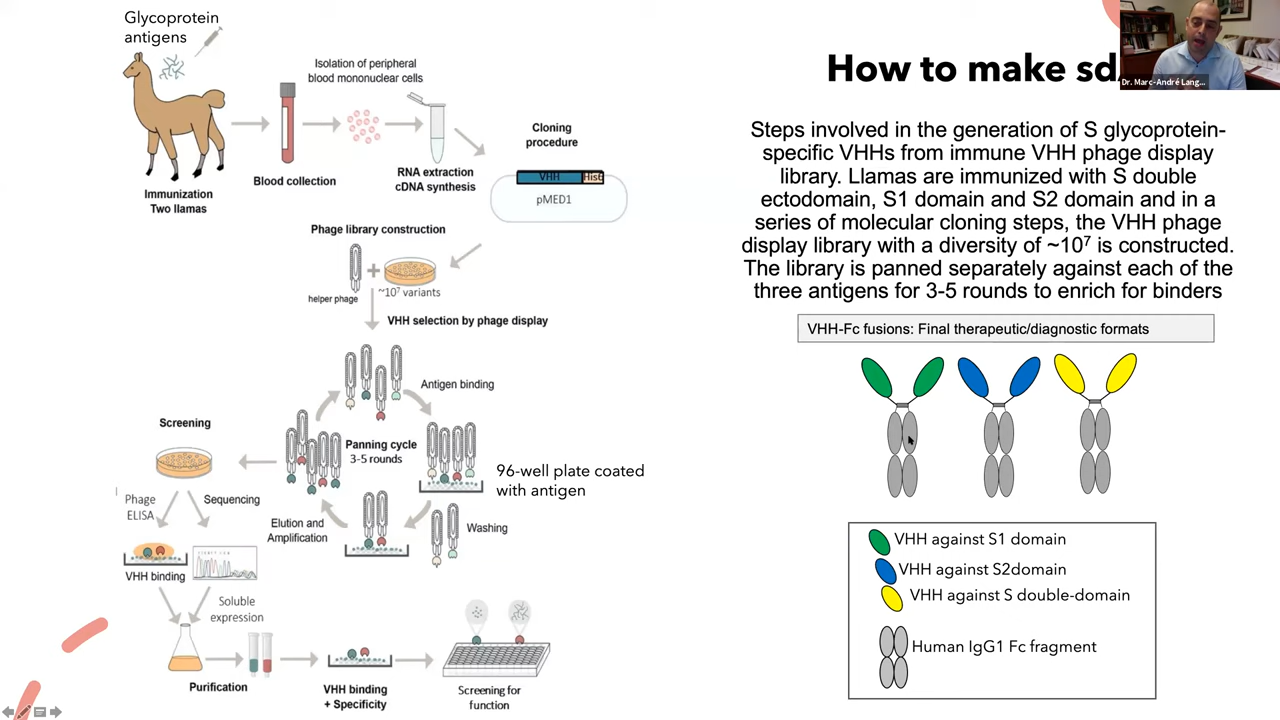 Glycoprotein
antigens
Isolation of peripheral
blood mononuclear cells
Immunization
Two llamas
Blood collection
RNA extraction
cDNA synthesis
Cloning
procedure
VHH
His6
pMED1
Phage library construction
helper phage
~10⁷ variants
VHH selection by phage display
Antigen binding
Panning cycle
3-5 rounds
96-well plate coated
with antigen
Washing
Elution and
Amplification
Screening
Phage
ELISA
Sequencing
VHH binding
Soluble
expression
Purification
VHH binding
+ Specificity
Screening for
function
How to make sd
Dr. Marc-André Lang...
Steps involved in the generation of S glycoprotein-
specific VHHs from immune VHH phage display
library. Llamas are immunized with S double
ectodomain, S1 domain and S2 domain and in a
series of molecular cloning steps, the VHH phage
display library with a diversity of ~10⁷ is constructed.
The library is panned separately against each of the
three antigens for 3-5 rounds to enrich for binders
VHH-Fc fusions: Final therapeutic/diagnostic formats
VHH against S1 domain
VHH against S2domain
VHH against S double-domain
Human IgG1 Fc fragment